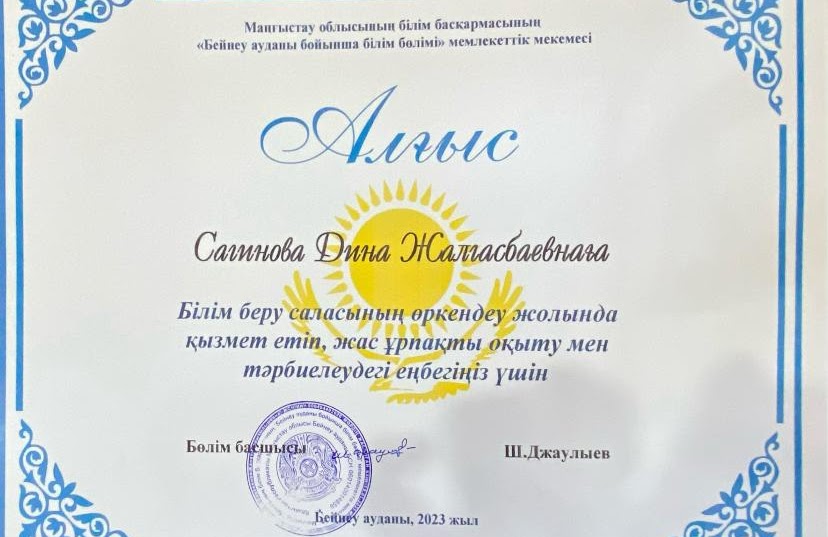 Маңғыстау облысының білім басқармасының
«Бейнеу ауданы бойынша білім бөлімі» мемлекеттік мекемесі
Алғыс
Сагинова Дина Жалгасбаевнаға
Білім беру саласының өркендеу жолында
қызмет етіп, жас ұрпақты оқыту мен
тәрбиелеудегі еңбегіңіз үшін
Бөлім басшысы Ш.Джаулыев
Бейнеу ауданы, 2023 жыл